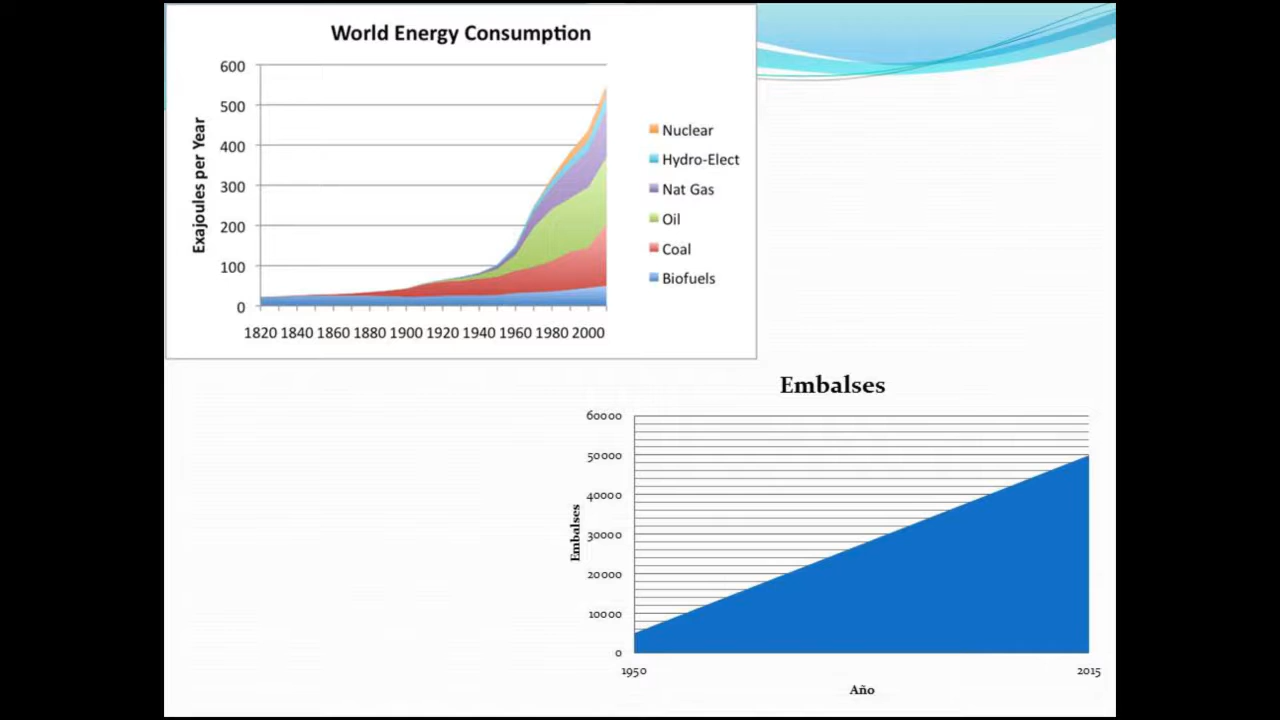 World Energy Consumption
600
500
400
300
200
100
0
Exajoules per Year
1820 1840 1860 1880 1900 1920 1940 1960 1980 2000
Nuclear
Hydro-Elect
Nat Gas
Oil
Coal
Biofuels
Embalses
60000
50000
40000
30000
20000
10000
0
Embalses
1950 2015
Año